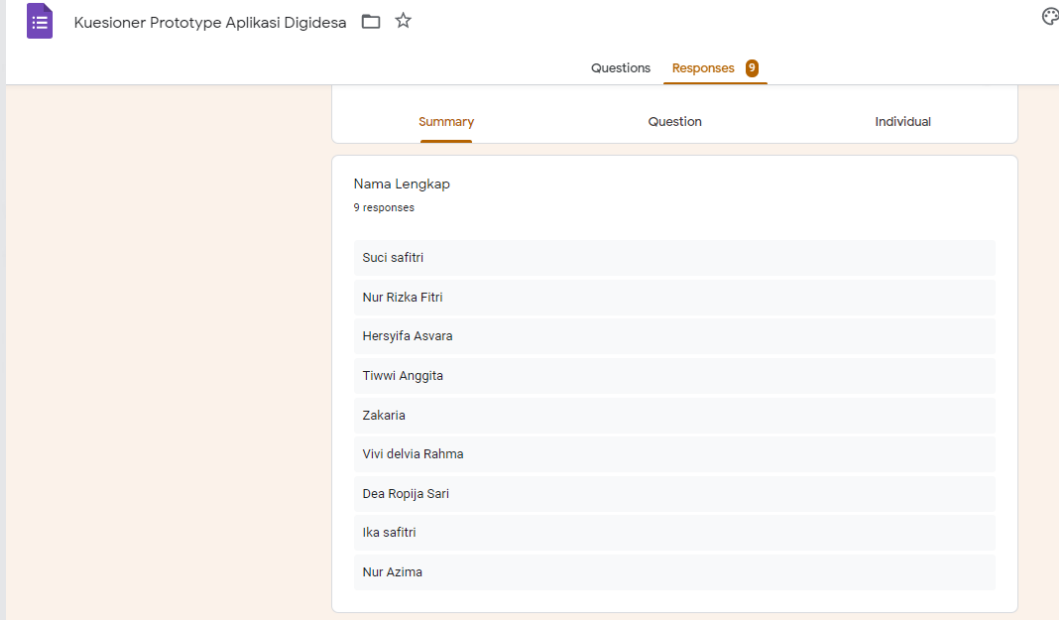 Kuesioner Prototype Aplikasi Digidesa
Questions Responses 9
Summary Question Individual
Nama Lengkap
9 responses
Suci safitri
Nur Rizka Fitri
Hersyifa Asvara
Tiwwi Anggita
Zakaria
Vivi delvia Rahma
Dea Ropija Sari
Ika safitri
Nur Azima